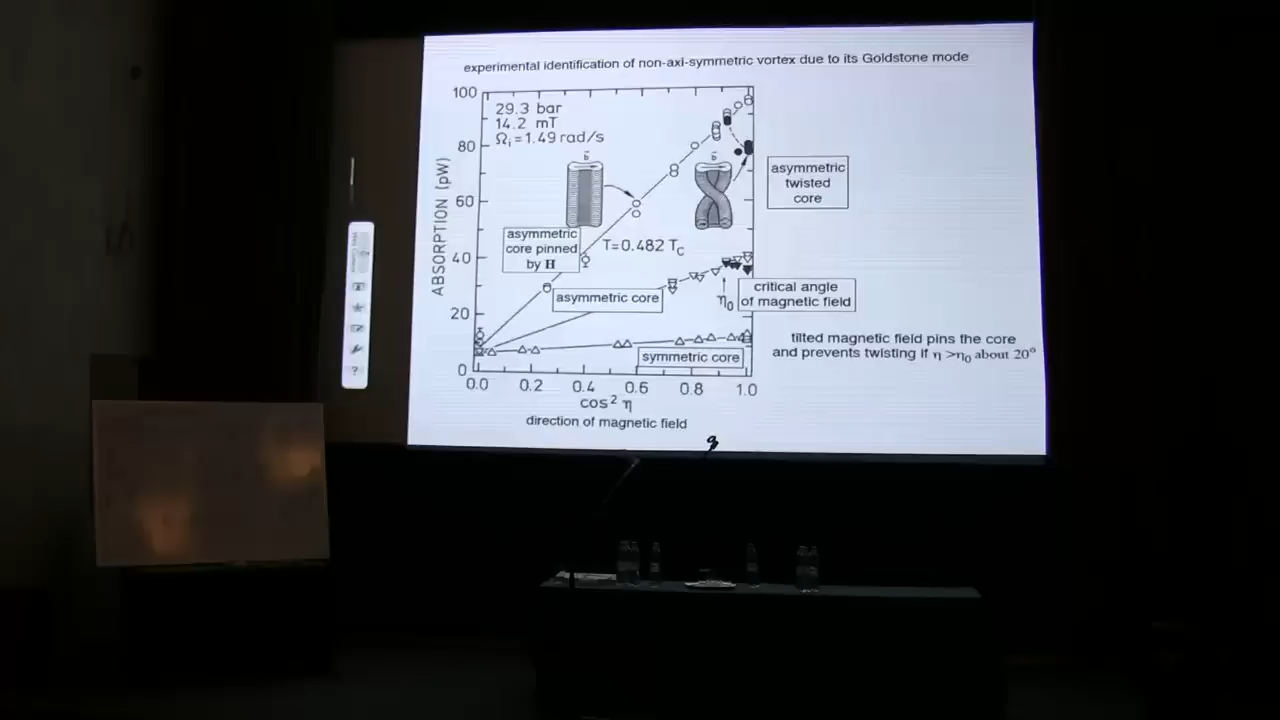 experimental identification of non-axi-symmetric vortex due to its Goldstone mode
100
80
60
40
20
0
ABSORPTION (pW)
29.3 bar
14.2 mT
Ωi = 1.49 rad/s
b
b
asymmetric
twisted
core
asymmetric
core pinned
by H
T = 0.482 TC
asymmetric core
η0
critical angle
of magnetic field
symmetric core
tilted magnetic field pins the core
and prevents twisting if η >η0 about 20°
0.0 0.2 0.4 0.6 0.8 1.0
cos² η
direction of magnetic field
?